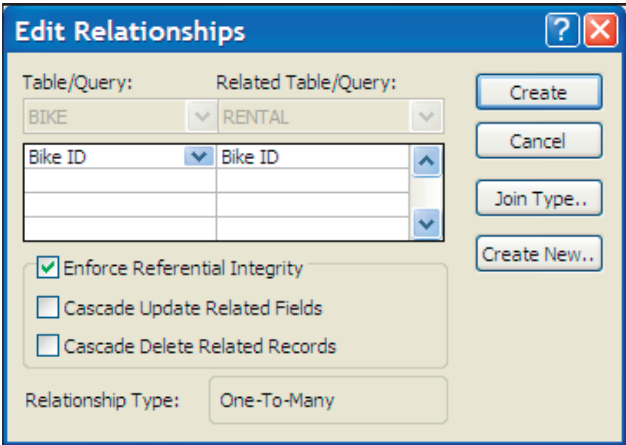 Edit Relationships
?
Table/Query: Related Table/Query:
BIKE RENTAL
Bike ID Bike ID
Enforce Referential Integrity
Cascade Update Related Fields
Cascade Delete Related Records
Relationship Type: One-To-Many
Create
Cancel
Join Type..
Create New..